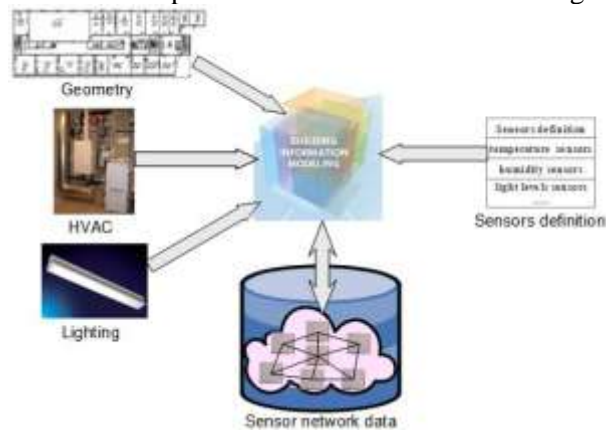 Geometry
BUILDING
INFORMATION
MODELING
HVAC
Sensors definition
temperature sensors
humidity sensors
light levels sensors
Sensors definition
Lighting
Sensor network data